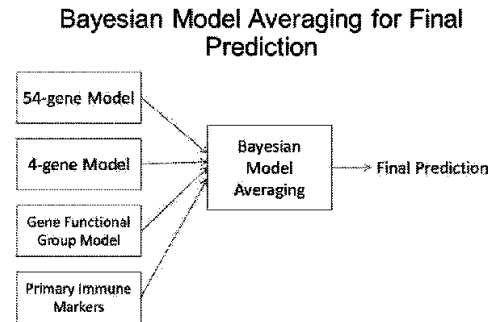 Bayesian Model Averaging for Final
Prediction
54-gene Model
4-gene Model
Gene Functional
Group Model
Primary Immune
Markers
Bayesian
Model
Averaging
Final Prediction